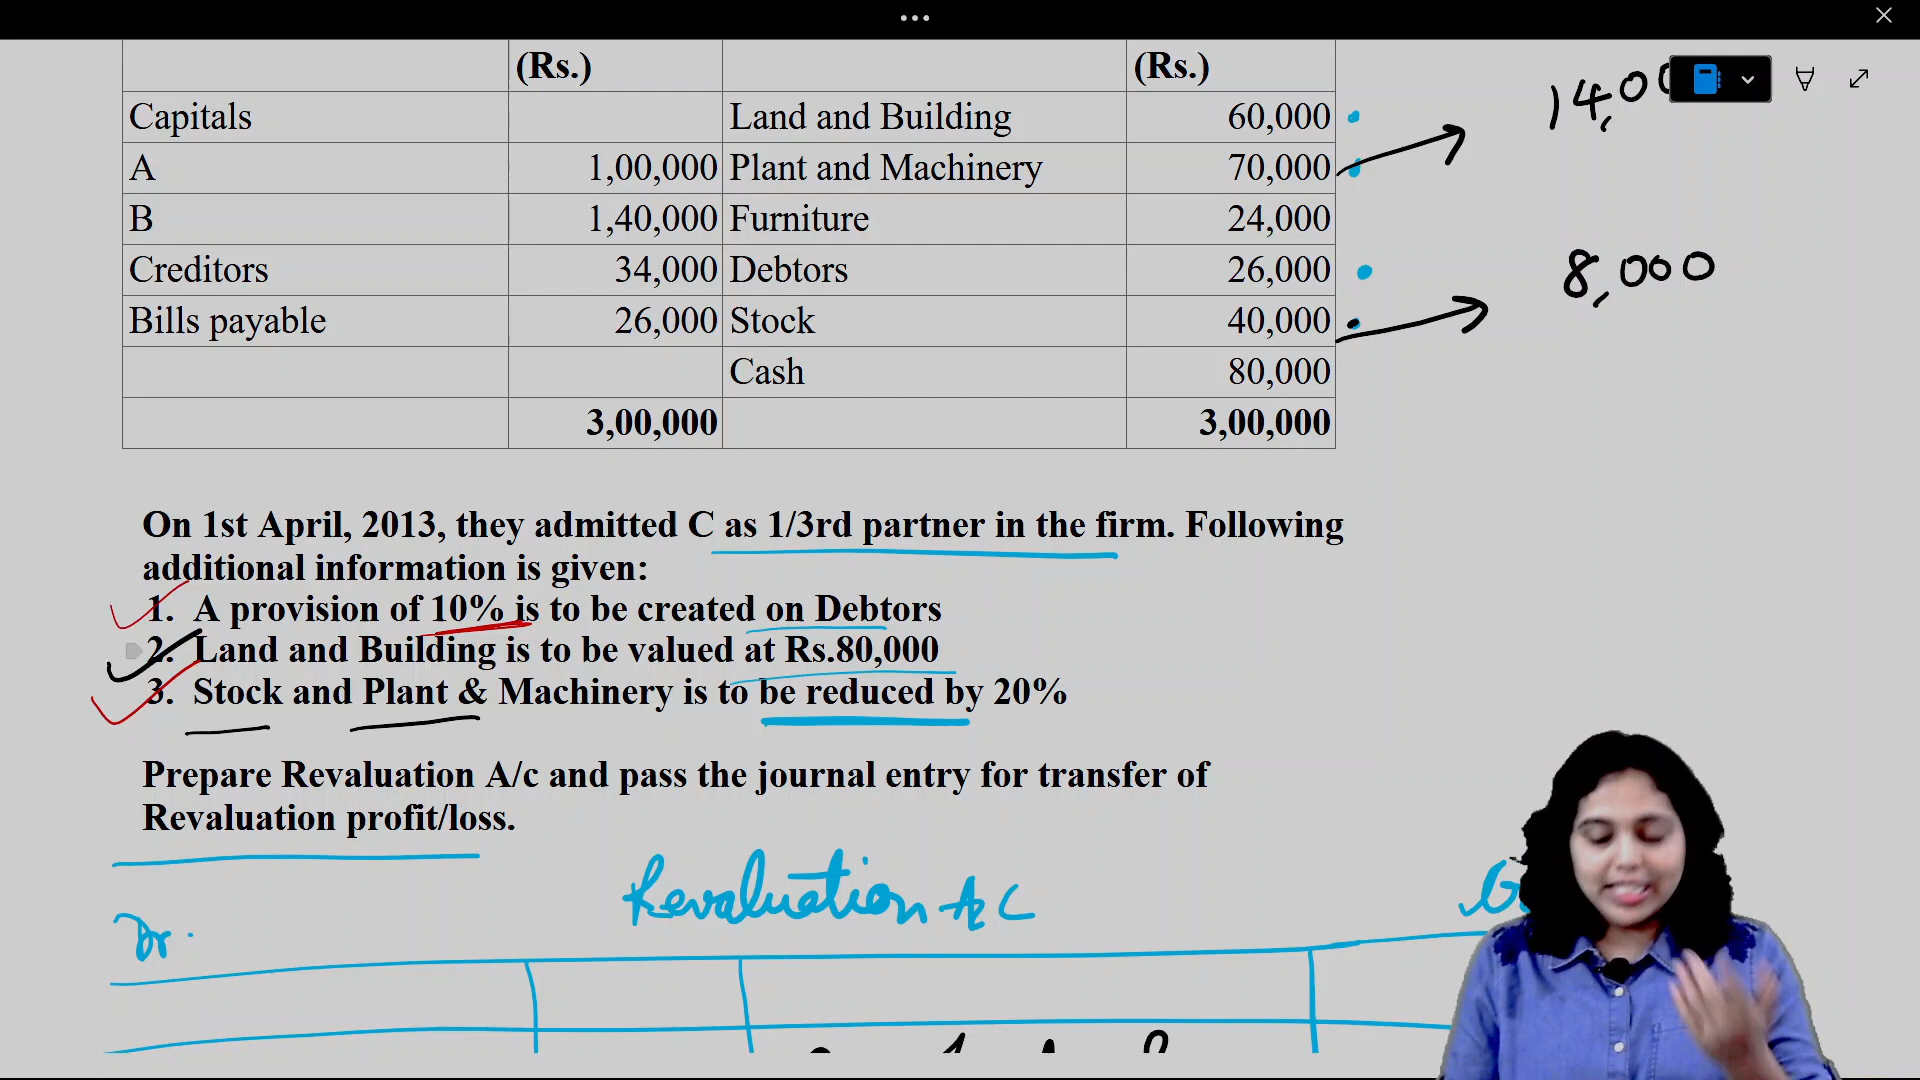 (Rs.) (Rs.)
Capitals Land and Building 60,000
A 1,00,000 Plant and Machinery 70,000
B 1,40,000 Furniture 24,000
Creditors 34,000 Debtors 26,000
Bills payable 26,000 Stock 40,000
Cash 80,000
3,00,000 3,00,000
14,00
8,000
On 1st April, 2013, they admitted C as 1/3rd partner in the firm. Following
additional information is given:
1. A provision of 10% is to be created on Debtors
2. Land and Building is to be valued at Rs.80,000
3. Stock and Plant & Machinery is to be reduced by 20%
Prepare Revaluation A/c and pass the journal entry for transfer of
Revaluation profit/loss.
Revaluation A/C
Dr.